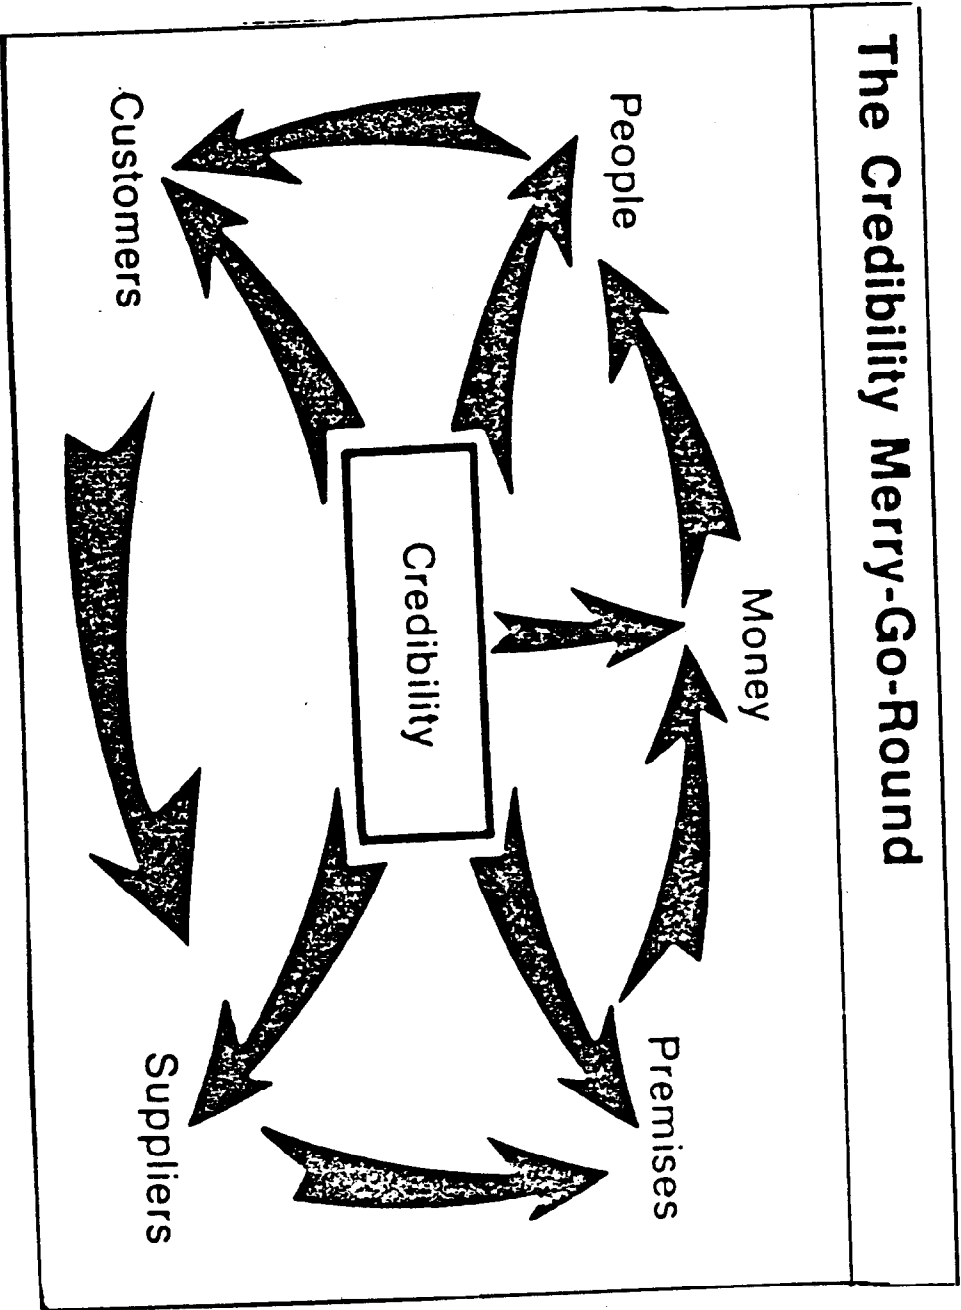 The Credibility Merry-Go-Round
Money
People
Premises
Credibility
Customers
Suppliers